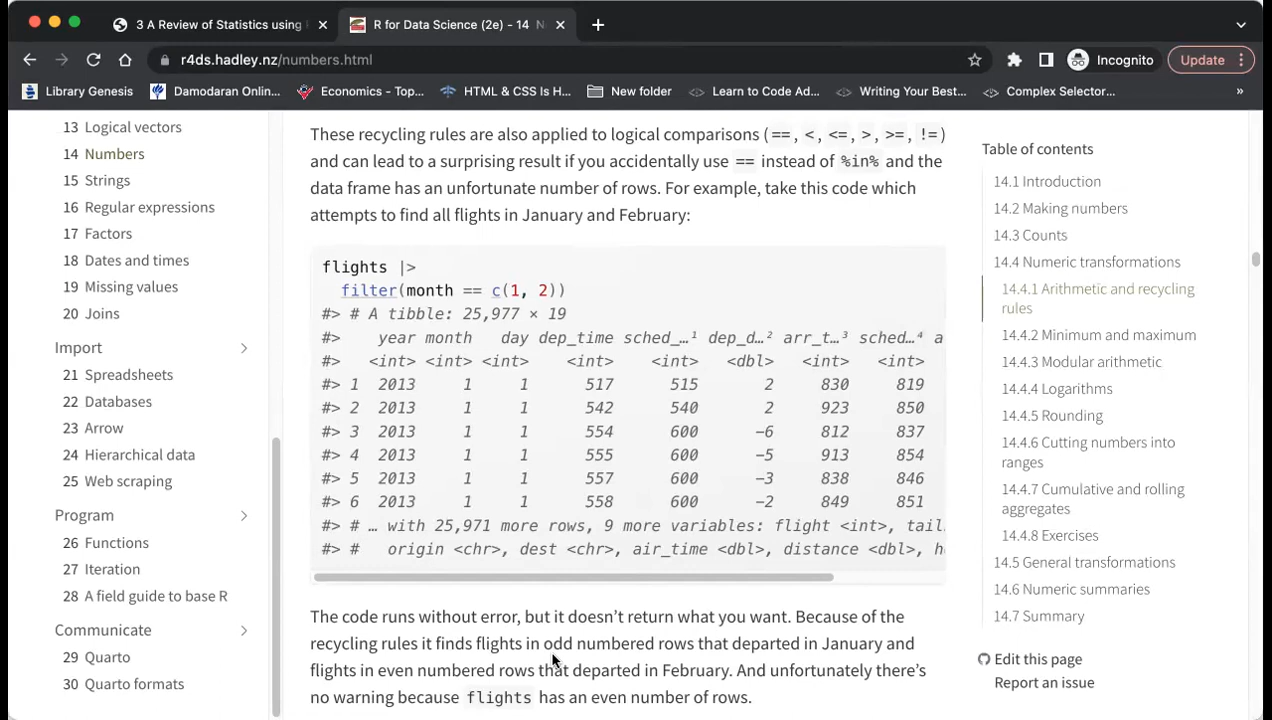 3 A Review of Statistics using
R for Data Science (2e) - 14 N
r4ds.hadley.nz/numbers.html
Incognito
Update
Library Genesis
Damodaran Onlin...
Economics - Top...
HTML & CSS Is H...
New folder
Learn to Code Ad...
Writing Your Best...
Complex Selector...
»
13 Logical vectors
14 Numbers
15 Strings
16 Regular expressions
17 Factors
18 Dates and times
19 Missing values
20 Joins
Import
21 Spreadsheets
22 Databases
23 Arrow
24 Hierarchical data
25 Web scraping
Program
26 Functions
27 Iteration
28 A field guide to base R
Communicate
29 Quarto
30 Quarto formats
These recycling rules are also applied to logical comparisons (==, <, <=, >, >=, !=)
and can lead to a surprising result if you accidentally use == instead of %in% and the
data frame has an unfortunate number of rows. For example, take this code which
attempts to find all flights in January and February:
flights |>
filter(month == c(1, 2))
#> # A tibble: 25,977 × 19
#> year month day dep_time sched_…¹ dep_d…² arr_t…³ sched…⁴ a
#> <int> <int> <int> <int> <int> <dbl> <int> <int>
#> 1 2013 1 1 517 515 2 830 819
#> 2 2013 1 1 542 540 2 923 850
#> 3 2013 1 1 554 600 -6 812 837
#> 4 2013 1 1 555 600 -5 913 854
#> 5 2013 1 1 557 600 -3 838 846
#> 6 2013 1 1 558 600 -2 849 851
#> # … with 25,971 more rows, 9 more variables: flight <int>, tail
#> # origin <chr>, dest <chr>, air_time <dbl>, distance <dbl>, h
The code runs without error, but it doesn't return what you want. Because of the
recycling rules it finds flights in odd numbered rows that departed in January and
flights in even numbered rows that departed in February. And unfortunately there's
no warning because flights has an even number of rows.
Table of contents
14.1 Introduction
14.2 Making numbers
14.3 Counts
14.4 Numeric transformations
14.4.1 Arithmetic and recycling
rules
14.4.2 Minimum and maximum
14.4.3 Modular arithmetic
14.4.4 Logarithms
14.4.5 Rounding
14.4.6 Cutting numbers into
ranges
14.4.7 Cumulative and rolling
aggregates
14.4.8 Exercises
14.5 General transformations
14.6 Numeric summaries
14.7 Summary
Edit this page
Report an issue